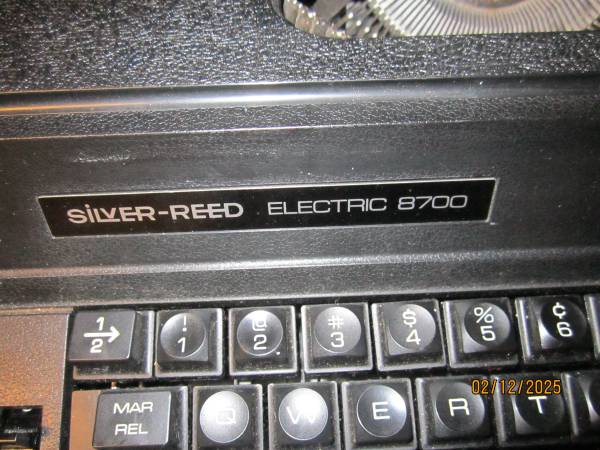 SILVER-REED ELECTRIC 8700
1/2 → ! 1 @ 2 # 3 $ 4 % 5 ¢ 6
MAR REL Q W E R T
02/12/2025